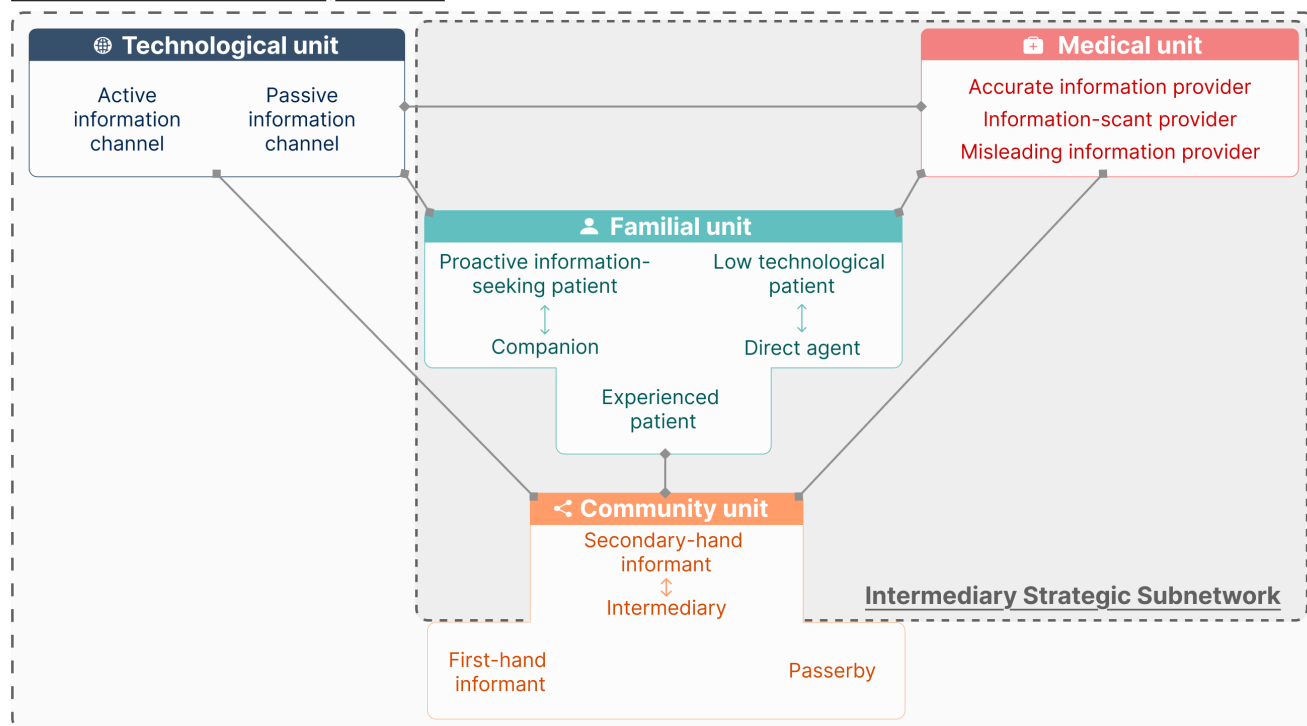 Technological unit
Active
information
channel
Passive
information
channel
Medical unit
Accurate information provider
Information-scant provider
Misleading information provider
Familial unit
Proactive information-
seeking patient
Companion
Low technological
patient
Direct agent
Experienced
patient
Community unit
Secondary-hand
informant
Intermediary
Intermediary Strategic Subnetwork
First-hand
informant
Passerby